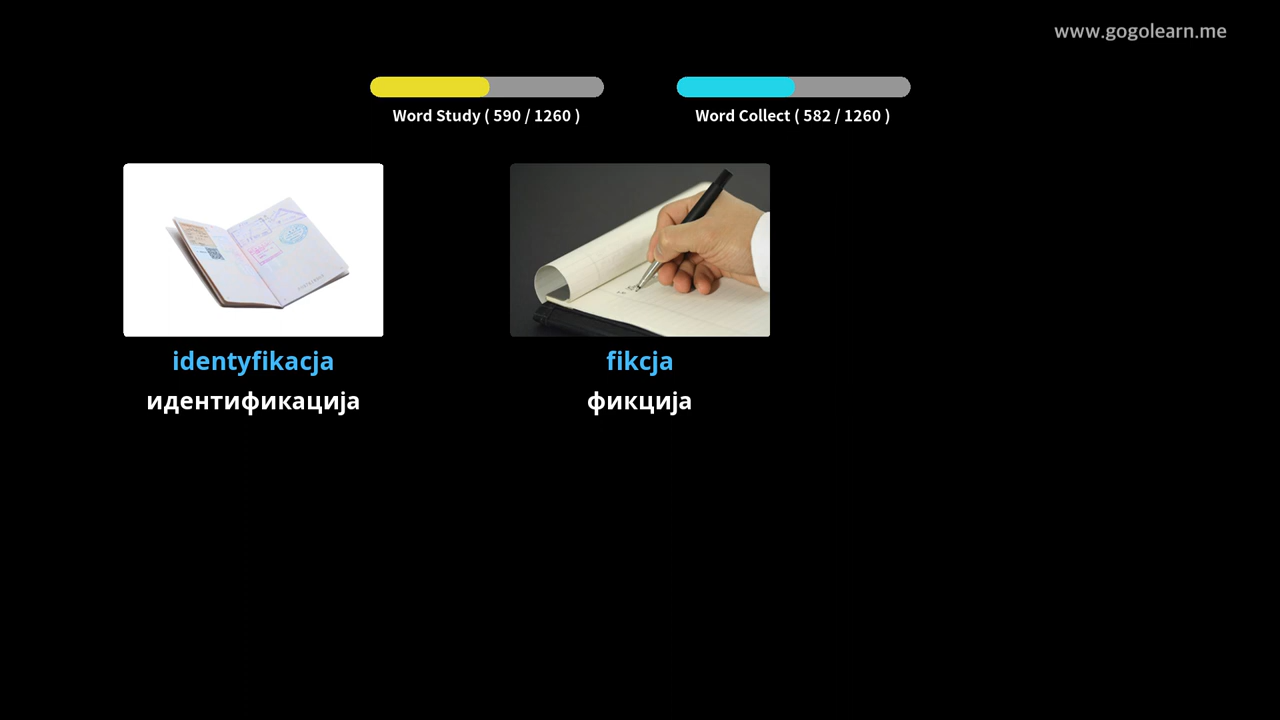 www.gogolearn.me
Word Study ( 590 / 1260 )
Word Collect ( 582 / 1260 )
identyfikacja
идентификација
fikcja
фикција